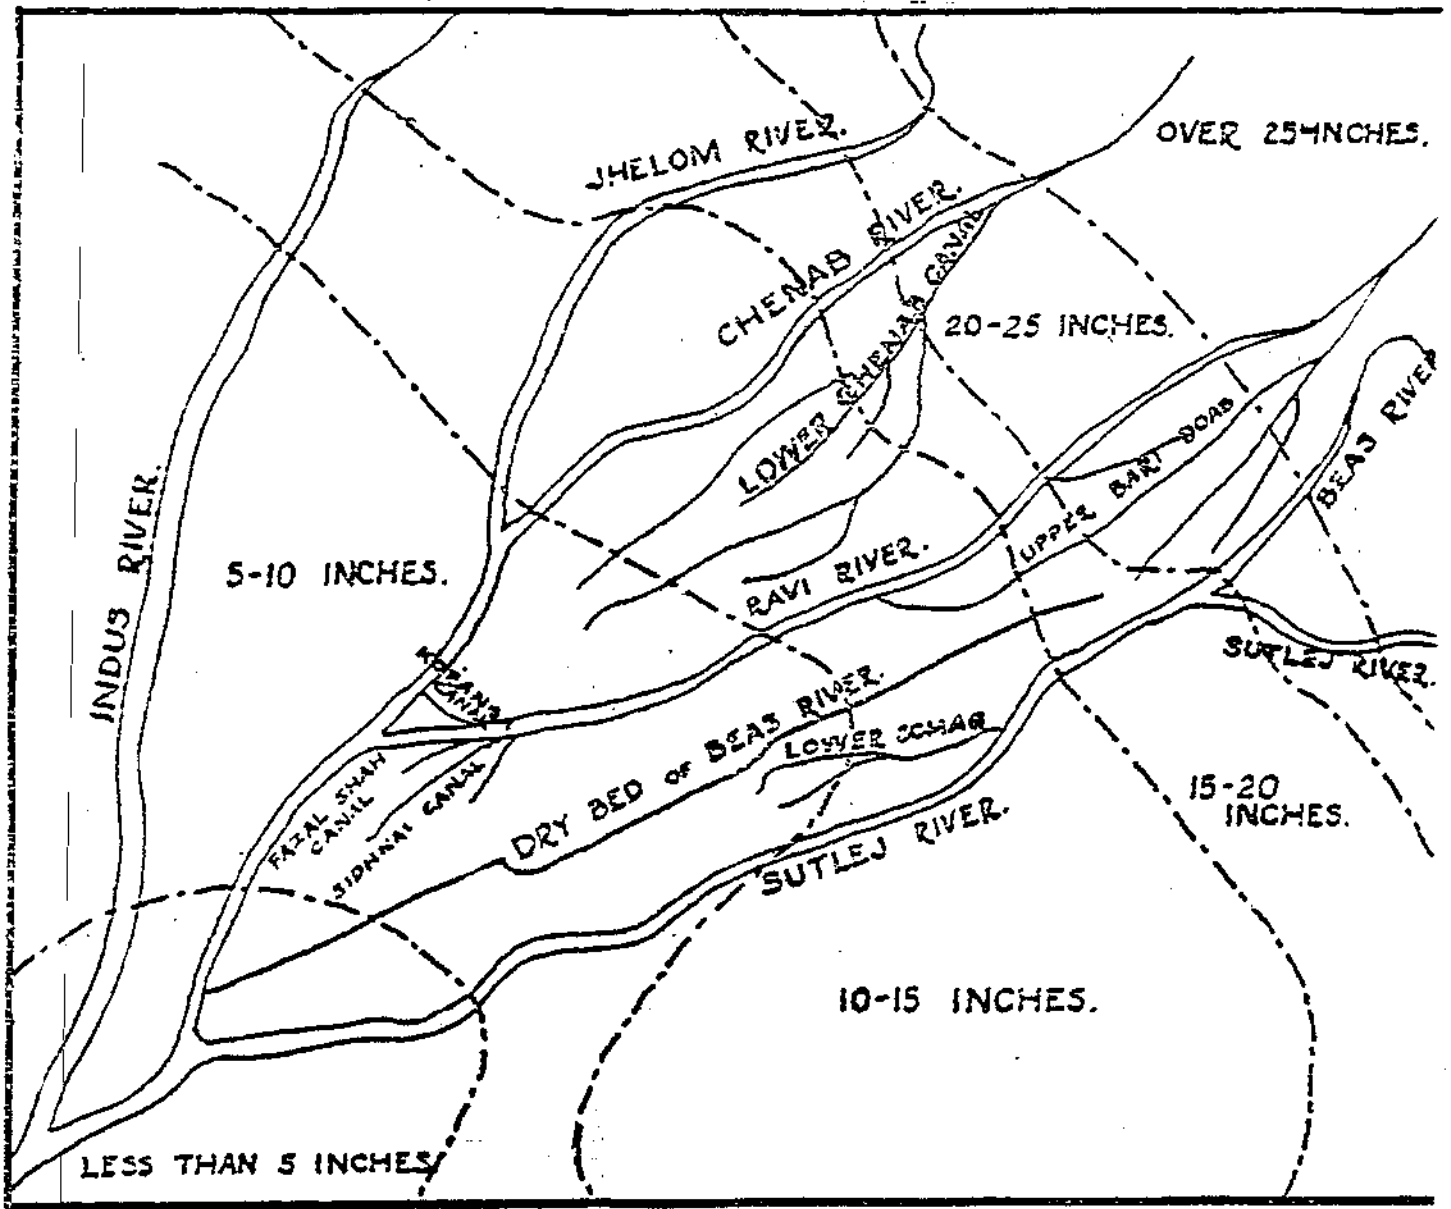 JHELOM RIVER.
OVER 25 INCHES.
CHENAB RIVER.
LOWER CHENAB CANAL
20-25 INCHES.
BEAS RIVER
UPPER BARI DOAB
INDUS RIVER.
5-10 INCHES.
RAVI RIVER.
SUTLEJ RIVER.
CANAL
DRY BED OF BEAS RIVER.
LOWER SOHAG
FAZAL SHAH
CANAL
SIDHNAI CANAL
15-20
INCHES.
SUTLEJ RIVER.
10-15 INCHES.
LESS THAN 5 INCHES